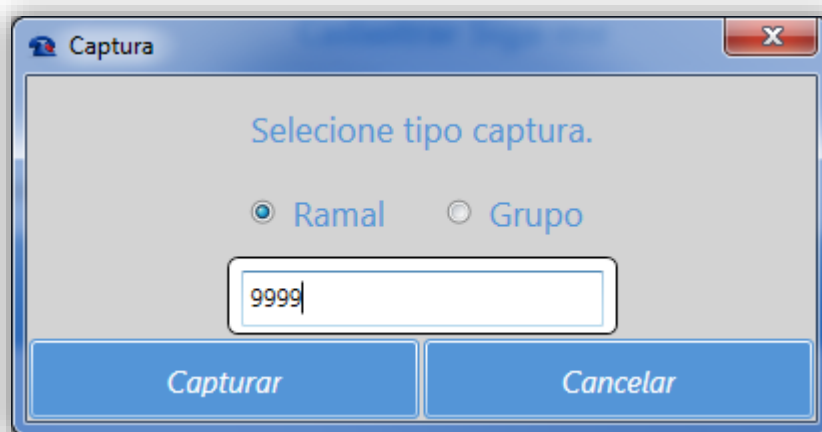 Captura
Selecione tipo captura.
Ramal Grupo
9999
Capturar Cancelar